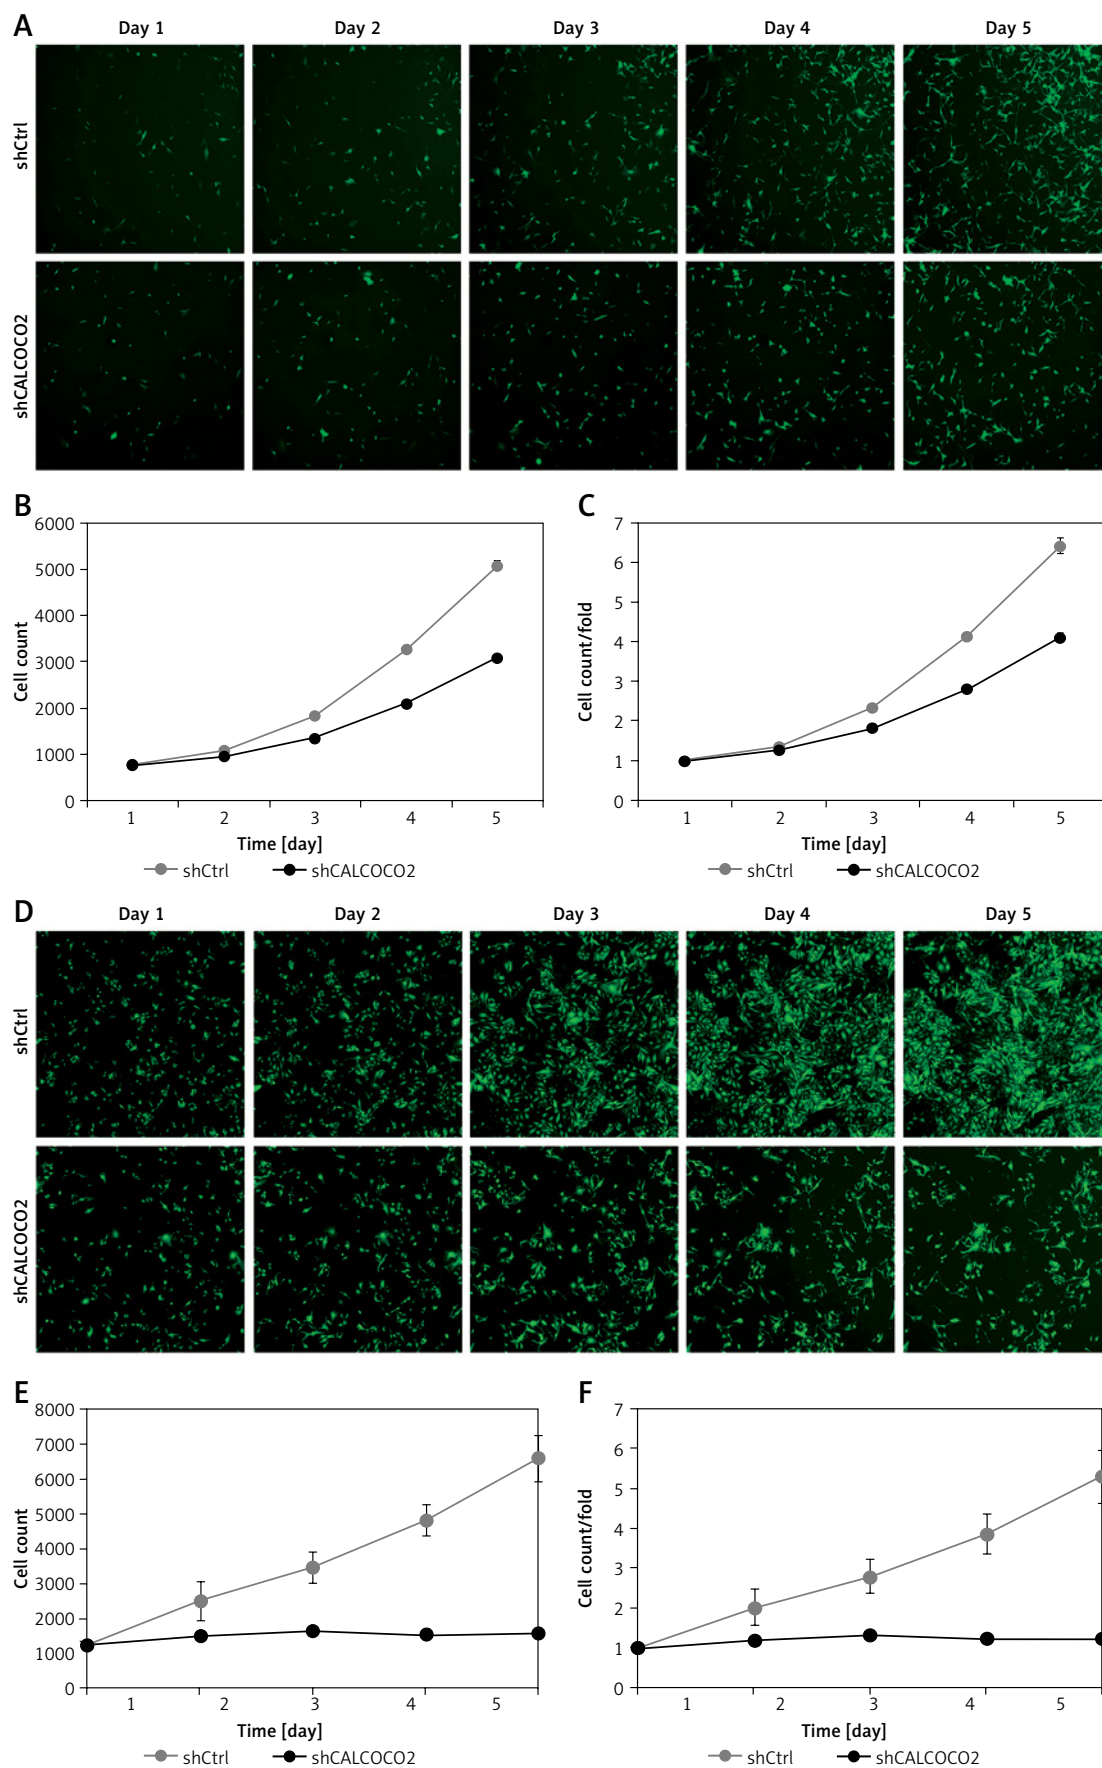 A
Day 1 Day 2 Day 3 Day 4 Day 5
shCtrl
shCALCOCO2
B
6000
5000
4000
3000
2000
1000
0
Cell count
1 2 3 4 5
Time [day]
shCtrl shCALCOCO2
C
7
6
5
4
3
2
1
0
Cell count/fold
1 2 3 4 5
Time [day]
shCtrl shCALCOCO2
D
Day 1 Day 2 Day 3 Day 4 Day 5
shCtrl
shCALCOCO2
E
8000
7000
6000
5000
4000
3000
2000
1000
0
Cell count
1 2 3 4 5
Time [day]
shCtrl shCALCOCO2
F
7
6
5
4
3
2
1
0
Cell count/fold
1 2 3 4 5
Time [day]
shCtrl shCALCOCO2